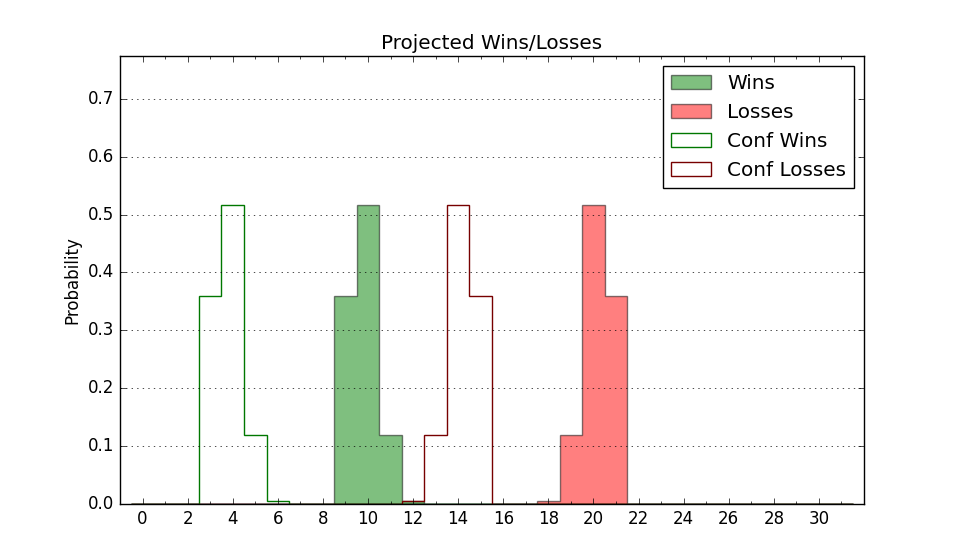 Projected Wins/Losses
Wins
Losses
Conf Wins
Conf Losses
Probability
0.7
0.6
0.5
0.4
0.3
0.2
0.1
0.0
0 2 4 6 8 10 12 14 16 18 20 22 24 26 28 30